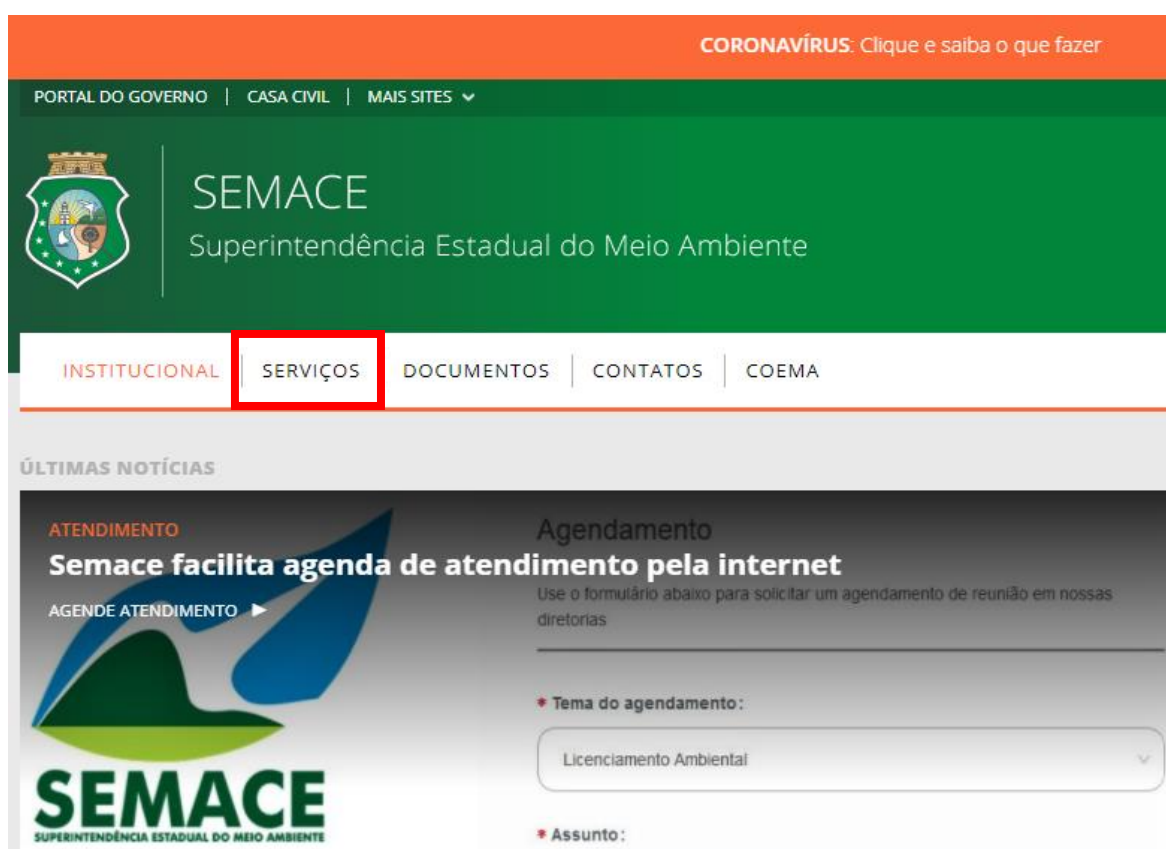 CORONAVÍRUS: Clique e saiba o que fazer
PORTAL DO GOVERNO | CASA CIVIL | MAIS SITES
SEMACE
Superintendência Estadual do Meio Ambiente
INSTITUCIONAL | SERVIÇOS | DOCUMENTOS | CONTATOS | COEMA
ÚLTIMAS NOTÍCIAS
ATENDIMENTO
Semace facilita agenda de atendimento pela internet
AGENDE ATENDIMENTO
Agendamento
Use o formulário abaixo para solicitar um agendamento de reunião em nossas
diretorias
* Tema do agendamento:
Licenciamento Ambiental
* Assunto:
SEMACE
SUPERINTENDÊNCIA ESTADUAL DO MEIO AMBIENTE